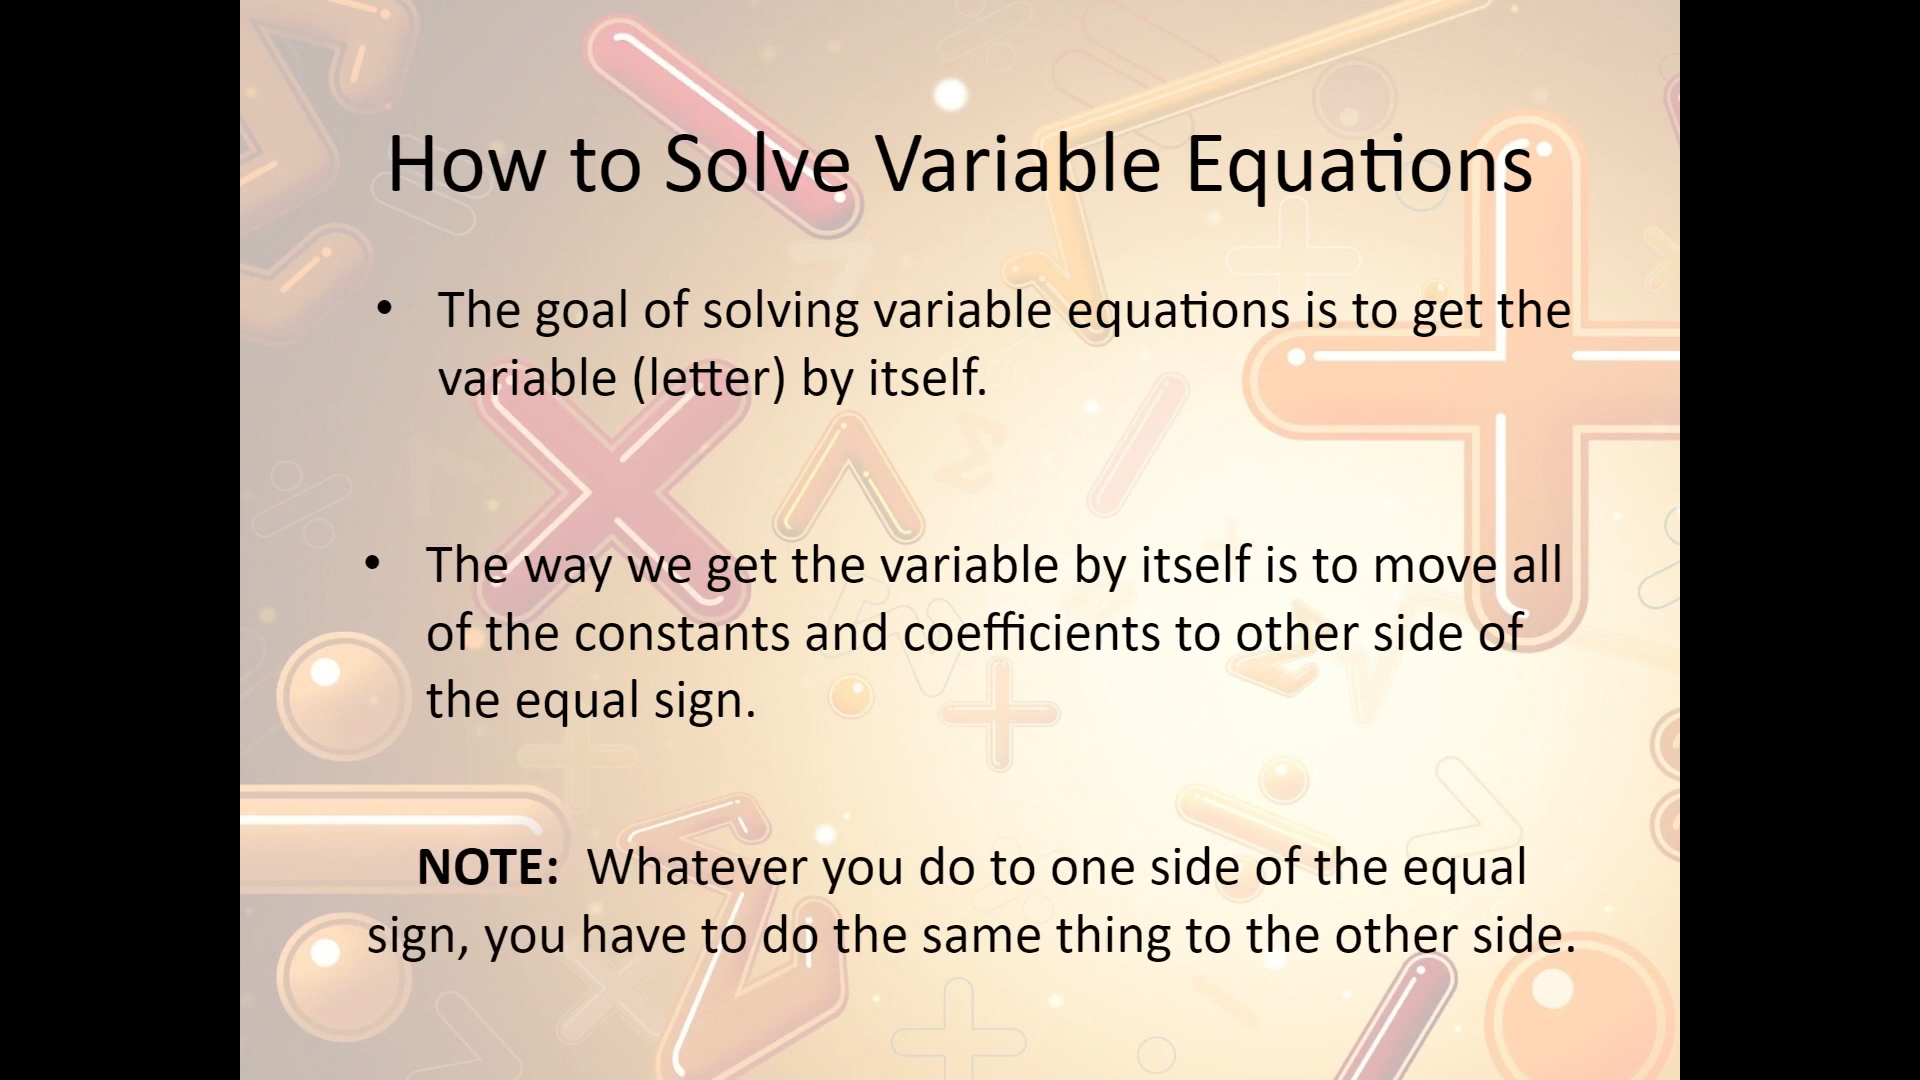 How to Solve Variable Equations
• The goal of solving variable equations is to get the
variable (letter) by itself.
• The way we get the variable by itself is to move all
of the constants and coefficients to other side of
the equal sign.
NOTE: Whatever you do to one side of the equal
sign, you have to do the same thing to the other side.